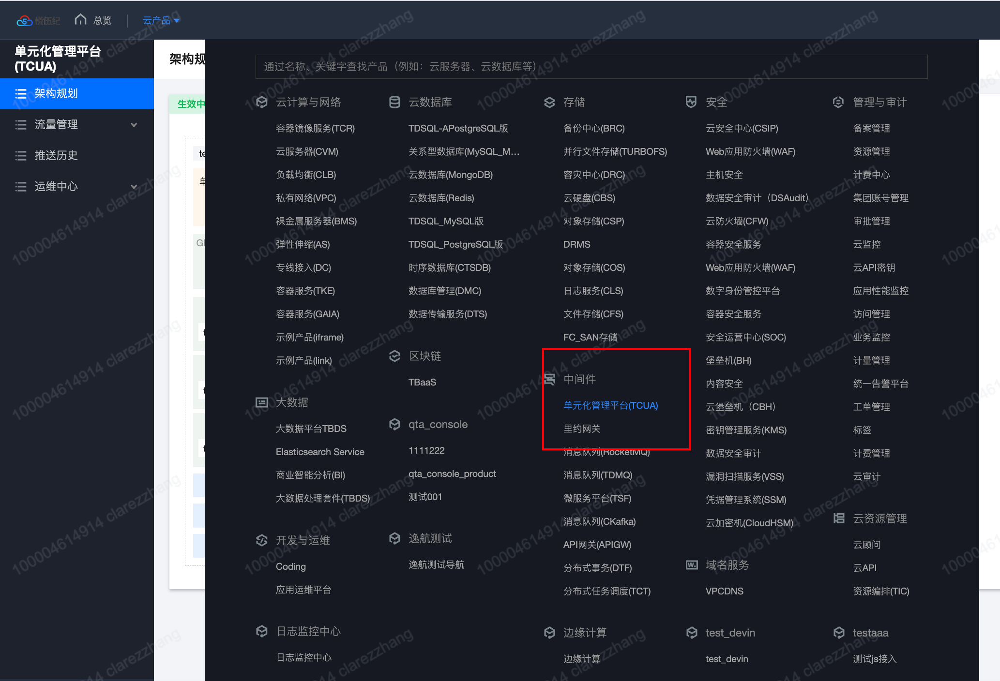 悦伍纪
总览
云产品
单元化管理平台
(TCUA)
架构规划
流量管理
推送历史
运维中心
架构规
生效中
通过名称、关键字查找产品（例如：云服务器、云数据库等）
云计算与网络
容器镜像服务(TCR)
云服务器(CVM)
负载均衡(CLB)
私有网络(VPC)
裸金属服务器(BMS)
弹性伸缩(AS)
专线接入(DC)
容器服务(TKE)
容器服务(GAIA)
示例产品(iframe)
示例产品(link)
大数据
大数据平台TBDS
Elasticsearch Service
商业智能分析(BI)
大数据处理套件(TBDS)
开发与运维
Coding
应用运维平台
日志监控中心
日志监控中心
云数据库
TDSQL-APostgreSQL版
关系型数据库(MySQL_M...
云数据库(MongoDB)
云数据库(Redis)
TDSQL_MySQL版
TDSQL_PostgreSQL版
时序数据库(CTSDB)
数据库管理(DMC)
数据传输服务(DTS)
区块链
TBaaS
qta_console
1111222
qta_console_product
测试001
逸航测试
逸航测试导航
存储
备份中心(BRC)
并行文件存储(TURBOFS)
容灾中心(DRC)
云硬盘(CBS)
对象存储(CSP)
DRMS
对象存储(COS)
日志服务(CLS)
文件存储(CFS)
FC_SAN存储
中间件
单元化管理平台(TCUA)
里约网关
消息队列(RocketMQ)
消息队列(TDMQ)
微服务平台(TSF)
消息队列(CKafka)
API网关(APIGW)
分布式事务(DTF)
分布式任务调度(TCT)
边缘计算
边缘计算
安全
云安全中心(CSIP)
Web应用防火墙(WAF)
主机安全
数据安全审计（DSAudit）
云防火墙(CFW)
容器安全服务
Web应用防火墙(WAF)
数字身份管控平台
容器安全服务
安全运营中心(SOC)
堡垒机(BH)
内容安全
云堡垒机（CBH）
密钥管理服务(KMS)
数据安全审计
漏洞扫描服务(VSS)
凭据管理系统(SSM)
云加密机(CloudHSM)
域名服务
VPCDNS
test_devin
test_devin
管理与审计
备案管理
资源管理
计费中心
集团账号管理
审批管理
云监控
云API密钥
应用性能监控
访问管理
业务监控
计量管理
统一告警平台
工单管理
标签
计费管理
云审计
云资源管理
云顾问
云API
资源编排(TIC)
testaaa
测试js接入
100004614914 clarezzhang